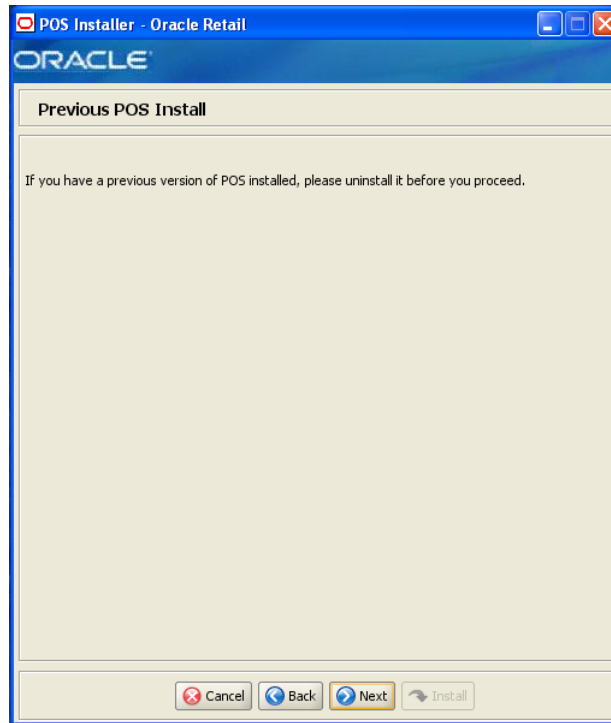 POS Installer - Oracle Retail
ORACLE
Previous POS Install
If you have a previous version of POS installed, please uninstall it before you proceed.
Cancel Back Next Install